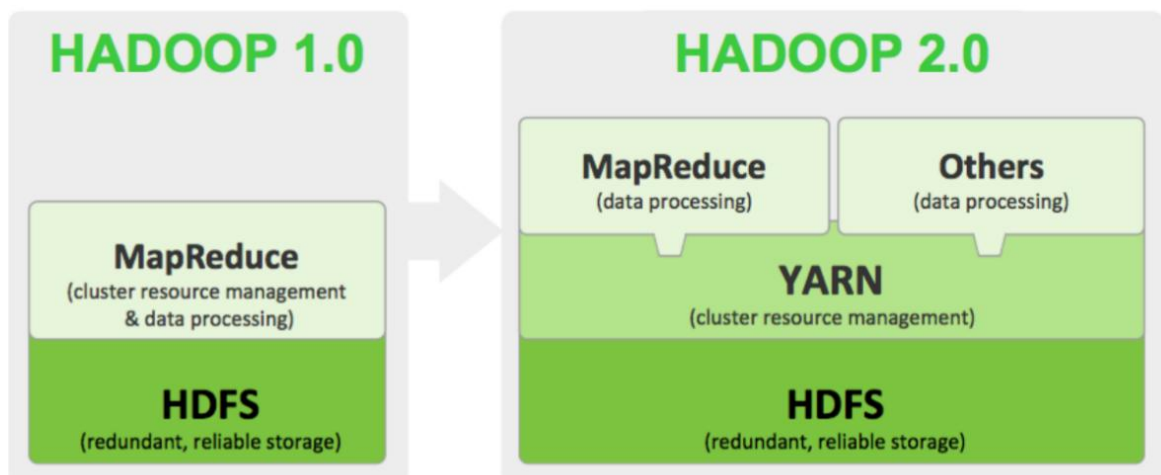 HADOOP 1.0
MapReduce
(cluster resource management
& data processing)
HDFS
(redundant, reliable storage)
HADOOP 2.0
MapReduce
(data processing)
Others
(data processing)
YARN
(cluster resource management)
HDFS
(redundant, reliable storage)